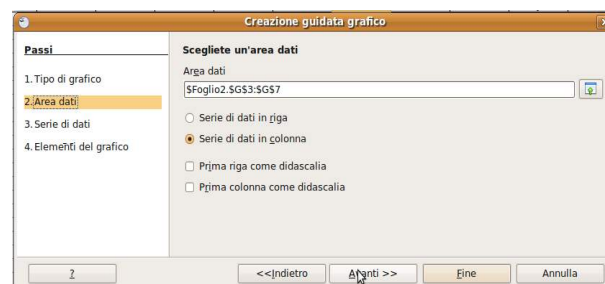 Creazione guidata grafico
Passi
1. Tipo di grafico
2. Area dati
3. Serie di dati
4. Elementi del grafico
Scegliete un'area dati
Area dati
$Foglio2.$G$3:$G$7
Serie di dati in riga
Serie di dati in colonna
Prima riga come didascalia
Prima colonna come didascalia
?
<<Indietro
Avanti >>
Fine
Annulla